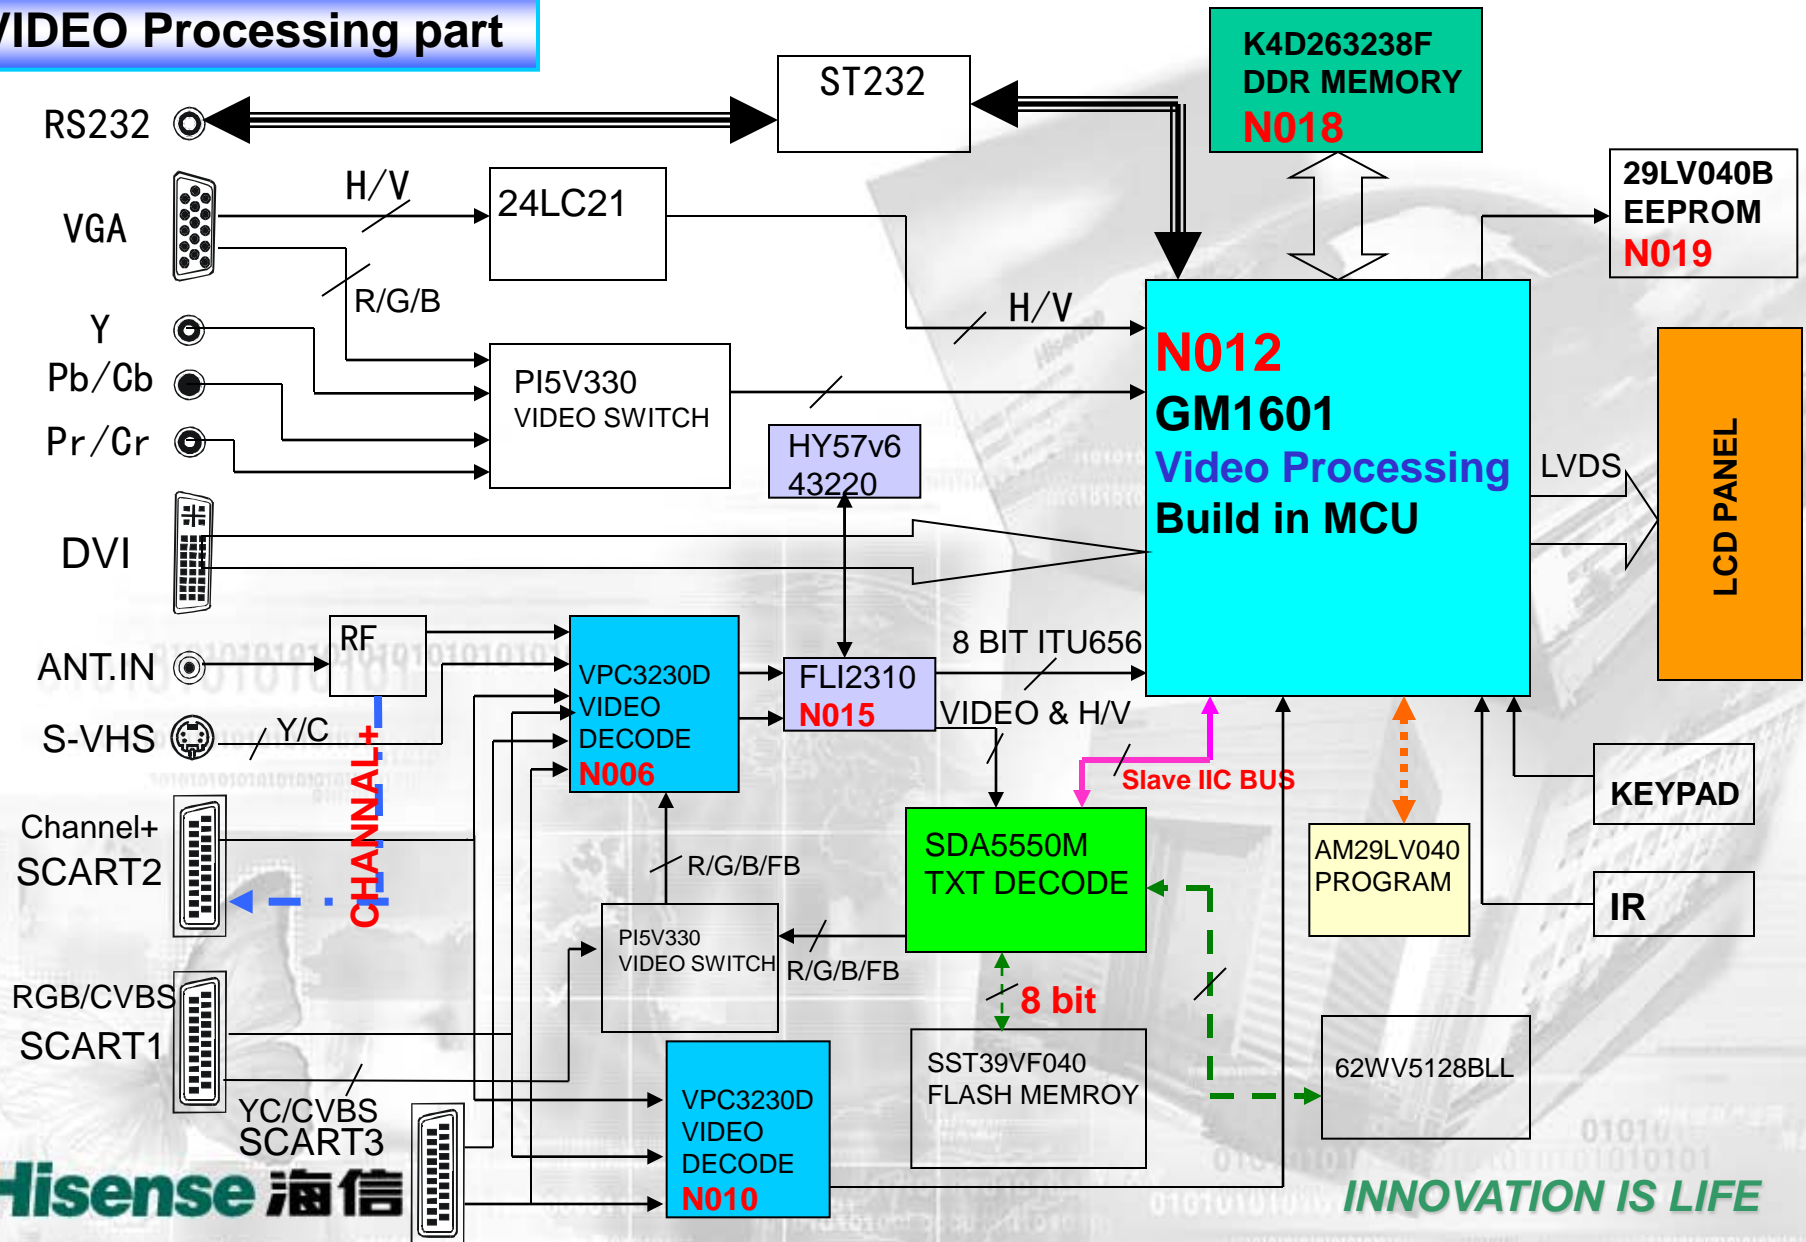 VIDEO Processing part
RS232
ST232
K4D263238F
DDR MEMORY
N018
29LV040B
EEPROM
N019
VGA
H/V
24LC21
R/G/B
H/V
Y
Pb/Cb
Pr/Cr
PI5V330
VIDEO SWITCH
HY57v6
43220
N012
GM1601
Video Processing
Build in MCU
LVDS
LCD PANEL
DVI
ANT.IN
RF
VPC3230D
VIDEO
DECODE
N006
FLI2310
N015
8 BIT ITU656
VIDEO & H/V
S-VHS
Y/C
CHANNAL+
Slave IIC BUS
KEYPAD
Channel+
SCART2
R/G/B/FB
SDA5550M
TXT DECODE
AM29LV040
PROGRAM
IR
PI5V330
VIDEO SWITCH
R/G/B/FB
8 bit
RGB/CVBS
SCART1
SST39VF040
FLASH MEMROY
62WV5128BLL
YC/CVBS
SCART3
VPC3230D
VIDEO
DECODE
N010
Hisense 海信
INNOVATION IS LIFE